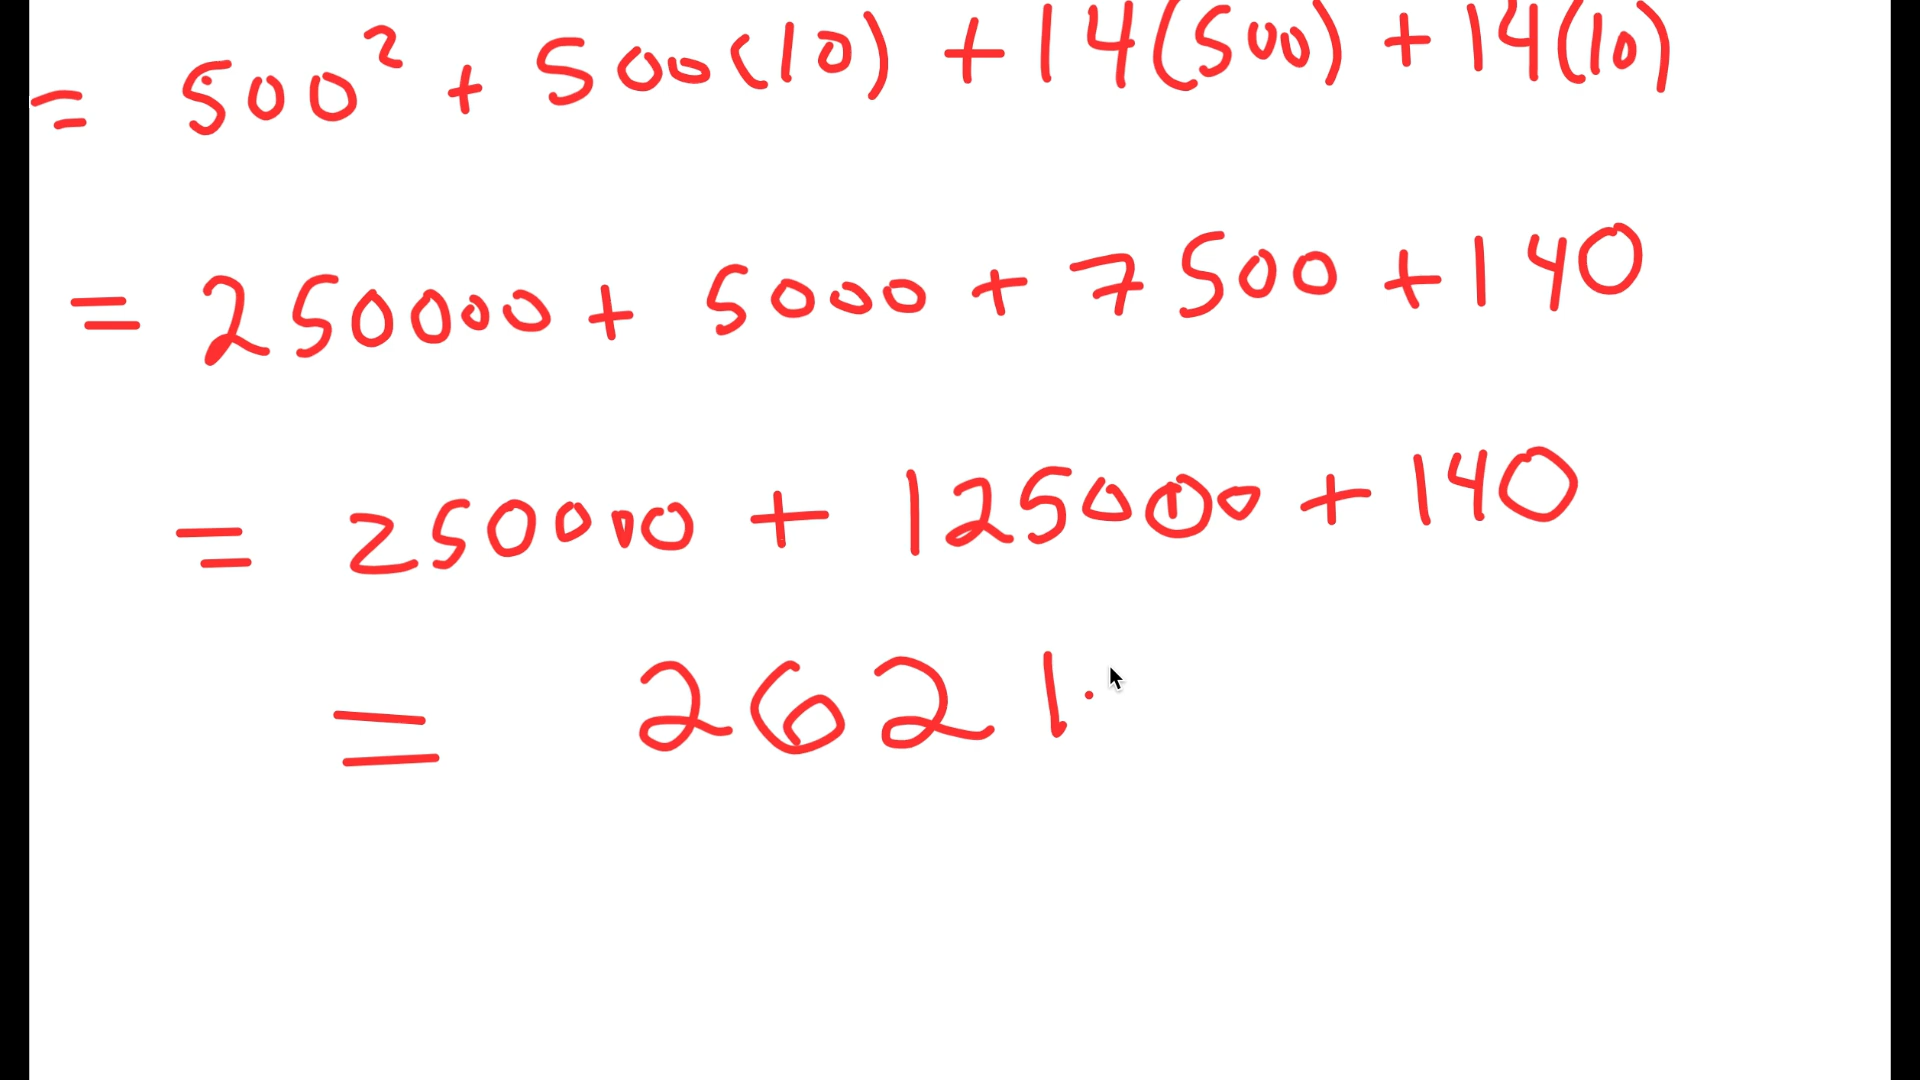 = 500² + 500(10) + 14(500) + 14(10)
= 250000 + 5000 + 7500 + 140
= 250000 + 125000 + 140
= 2621